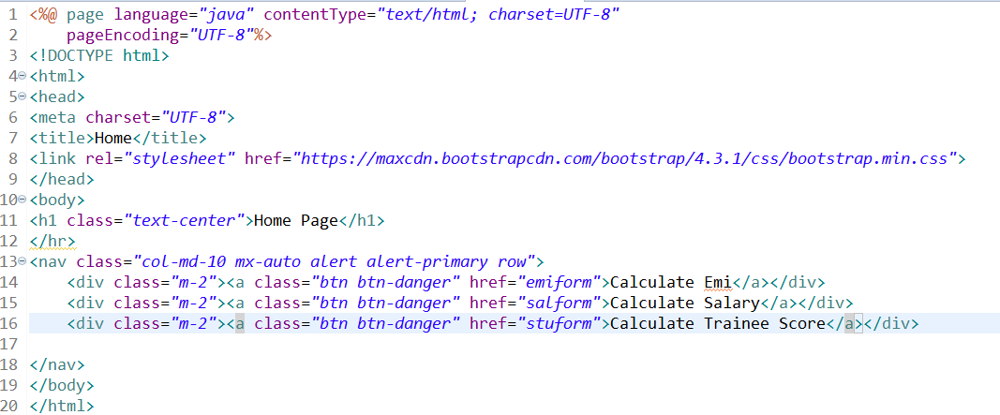 1 <%@ page language="java" contentType="text/html; charset=UTF-8"
2     pageEncoding="UTF-8"%>
3 <!DOCTYPE html>
4 <html>
5 <head>
6 <meta charset="UTF-8">
7 <title>Home</title>
8 <link rel="stylesheet" href="https://maxcdn.bootstrapcdn.com/bootstrap/4.3.1/css/bootstrap.min.css">
9 </head>
10 <body>
11 <h1 class="text-center">Home Page</h1>
12 </hr>
13 <nav class="col-md-10 mx-auto alert alert-primary row">
14     <div class="m-2"><a class="btn btn-danger" href="emiform">Calculate Emi</a></div>
15     <div class="m-2"><a class="btn btn-danger" href="salform">Calculate Salary</a></div>
16     <div class="m-2"><a class="btn btn-danger" href="stuform">Calculate Trainee Score</a></div>
17
18 </nav>
19 </body>
20 </html>